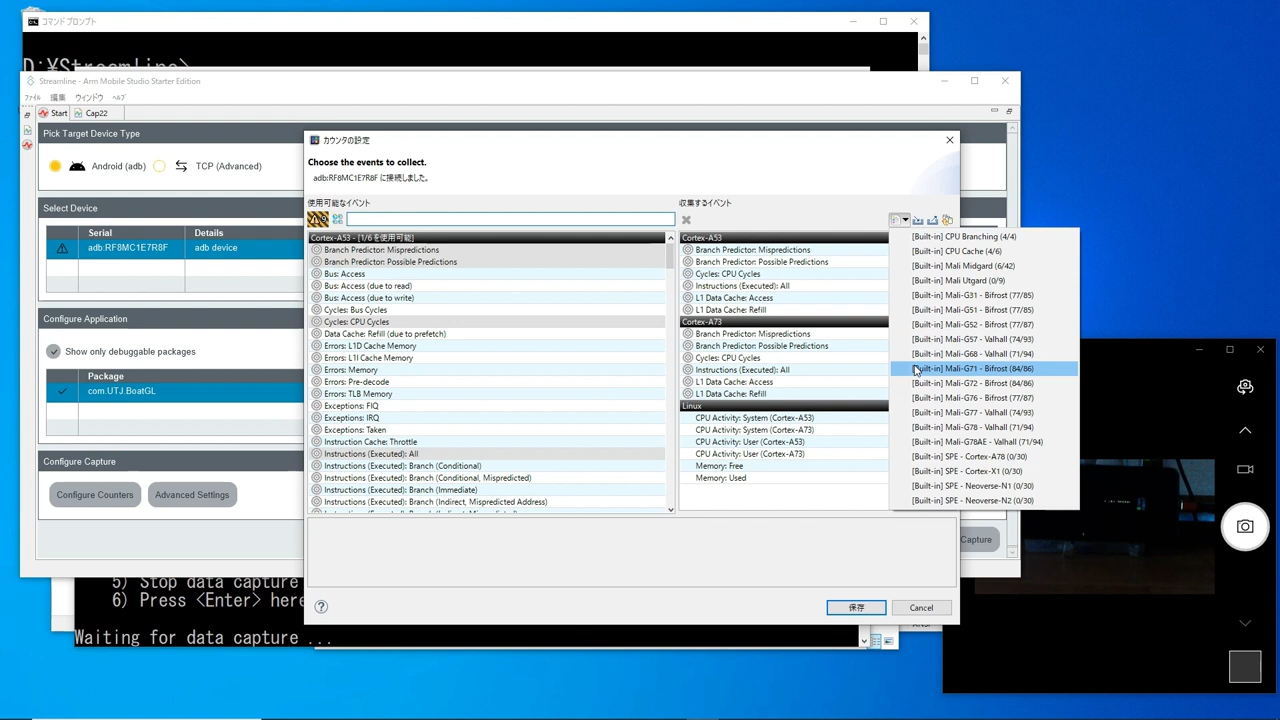 コマンド プロンプト
D:¥Streamline>
Streamline - Arm Mobile Studio Starter Edition
ファイル 編集 ウィンドウ ヘルプ
Start Cap22
Pick Target Device Type
Android (adb) TCP (Advanced)
Select Device
Serial Details
adb:RF8MC1E7R8F adb device
Configure Application
Show only debuggable packages
Package
com.UTJ.BoatGL
Configure Capture
Configure Counters Advanced Settings
Capture
カウンタの設定
Choose the events to collect.
adb:RF8MC1E7R8F に接続しました。
使用可能なイベント
収集するイベント
Cortex-A53 - [1/6 を使用可能]
Branch Predictor: Mispredictions
Branch Predictor: Possible Predictions
Bus: Access
Bus: Access (due to read)
Bus: Access (due to write)
Cycles: Bus Cycles
Cycles: CPU Cycles
Data Cache: Refill (due to prefetch)
Errors: L1D Cache Memory
Errors: L1I Cache Memory
Errors: Memory
Errors: Pre-decode
Errors: TLB Memory
Exceptions: FIQ
Exceptions: IRQ
Exceptions: Taken
Instruction Cache: Throttle
Instructions (Executed): All
Instructions (Executed): Branch (Conditional)
Instructions (Executed): Branch (Conditional, Mispredicted)
Instructions (Executed): Branch (Immediate)
Instructions (Executed): Branch (Indirect, Mispredicted Address)
Cortex-A53
Branch Predictor: Mispredictions
Branch Predictor: Possible Predictions
Cycles: CPU Cycles
Instructions (Executed): All
L1 Data Cache: Access
L1 Data Cache: Refill
Cortex-A73
Branch Predictor: Mispredictions
Branch Predictor: Possible Predictions
Cycles: CPU Cycles
Instructions (Executed): All
L1 Data Cache: Access
L1 Data Cache: Refill
Linux
CPU Activity: System (Cortex-A53)
CPU Activity: System (Cortex-A73)
CPU Activity: User (Cortex-A53)
CPU Activity: User (Cortex-A73)
Memory: Free
Memory: Used
[Built-in] CPU Branching (4/4)
[Built-in] CPU Cache (4/6)
[Built-in] Mali Midgard (6/42)
[Built-in] Mali Utgard (0/9)
[Built-in] Mali-G31 - Bifrost (77/85)
[Built-in] Mali-G51 - Bifrost (77/85)
[Built-in] Mali-G52 - Bifrost (77/87)
[Built-in] Mali-G57 - Valhall (74/93)
[Built-in] Mali-G68 - Valhall (71/94)
[Built-in] Mali-G71 - Bifrost (84/86)
[Built-in] Mali-G72 - Bifrost (84/86)
[Built-in] Mali-G76 - Bifrost (77/87)
[Built-in] Mali-G77 - Valhall (74/93)
[Built-in] Mali-G78 - Valhall (71/94)
[Built-in] Mali-G78AE - Valhall (71/94)
[Built-in] SPE - Cortex-A78 (0/30)
[Built-in] SPE - Cortex-X1 (0/30)
[Built-in] SPE - Neoverse-N1 (0/30)
[Built-in] SPE - Neoverse-N2 (0/30)
保存 Cancel
5) Stop data capture
6) Press <Enter> here
Waiting for data capture ...